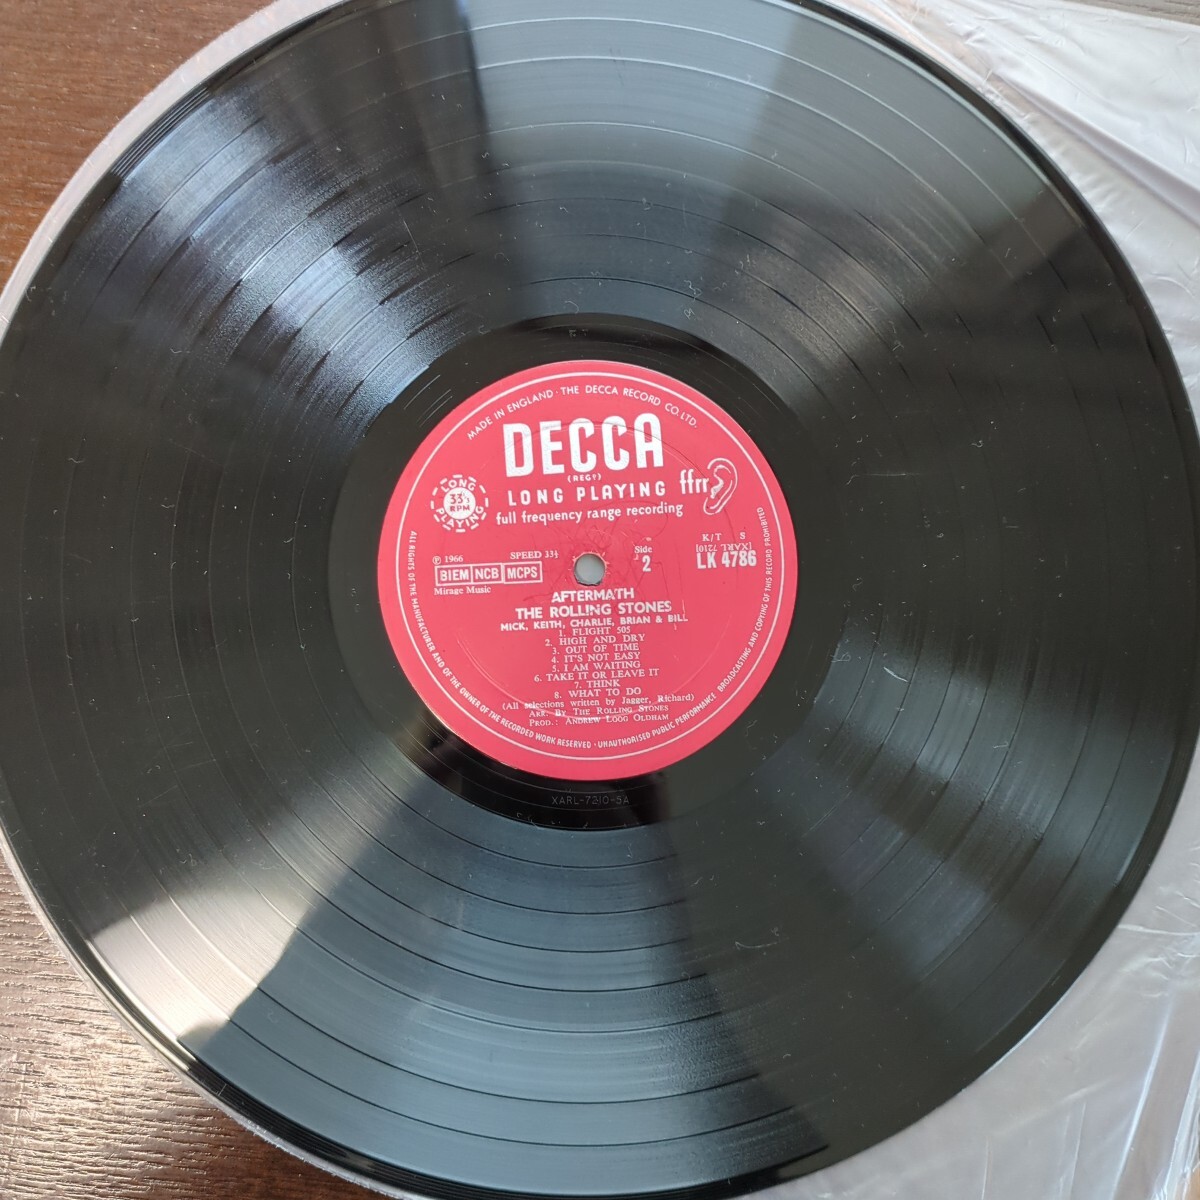 MADE IN ENGLAND · THE DECCA RECORD CO. LTD.
DECCA
(REGD)
LONG PLAYING ffrr
full frequency range recording
LONG
33⅓
RPM
PLAYING
℗ 1966
SPEED 33⅓
BIEM NCB MCPS
Mirage Music
Side
2
K/T S
[XARL 7210]
LK 4786
AFTERMATH
THE ROLLING STONES
MICK, KEITH, CHARLIE, BRIAN & BILL
1. FLIGHT 505
2. HIGH AND DRY
3. OUT OF TIME
4. IT'S NOT EASY
5. I AM WAITING
6. TAKE IT OR LEAVE IT
7. THINK
8. WHAT TO DO
(All selections written by Jagger, Richard)
ARR. BY THE ROLLING STONES
PROD.: ANDREW LOOG OLDHAM
ALL RIGHTS OF THE MANUFACTURER AND OF THE OWNER OF THE RECORDED WORK RESERVED · UNAUTHORISED PUBLIC PERFORMANCE BROADCASTING AND COPYING OF THIS RECORD PROHIBITED
XARL-7210-5A